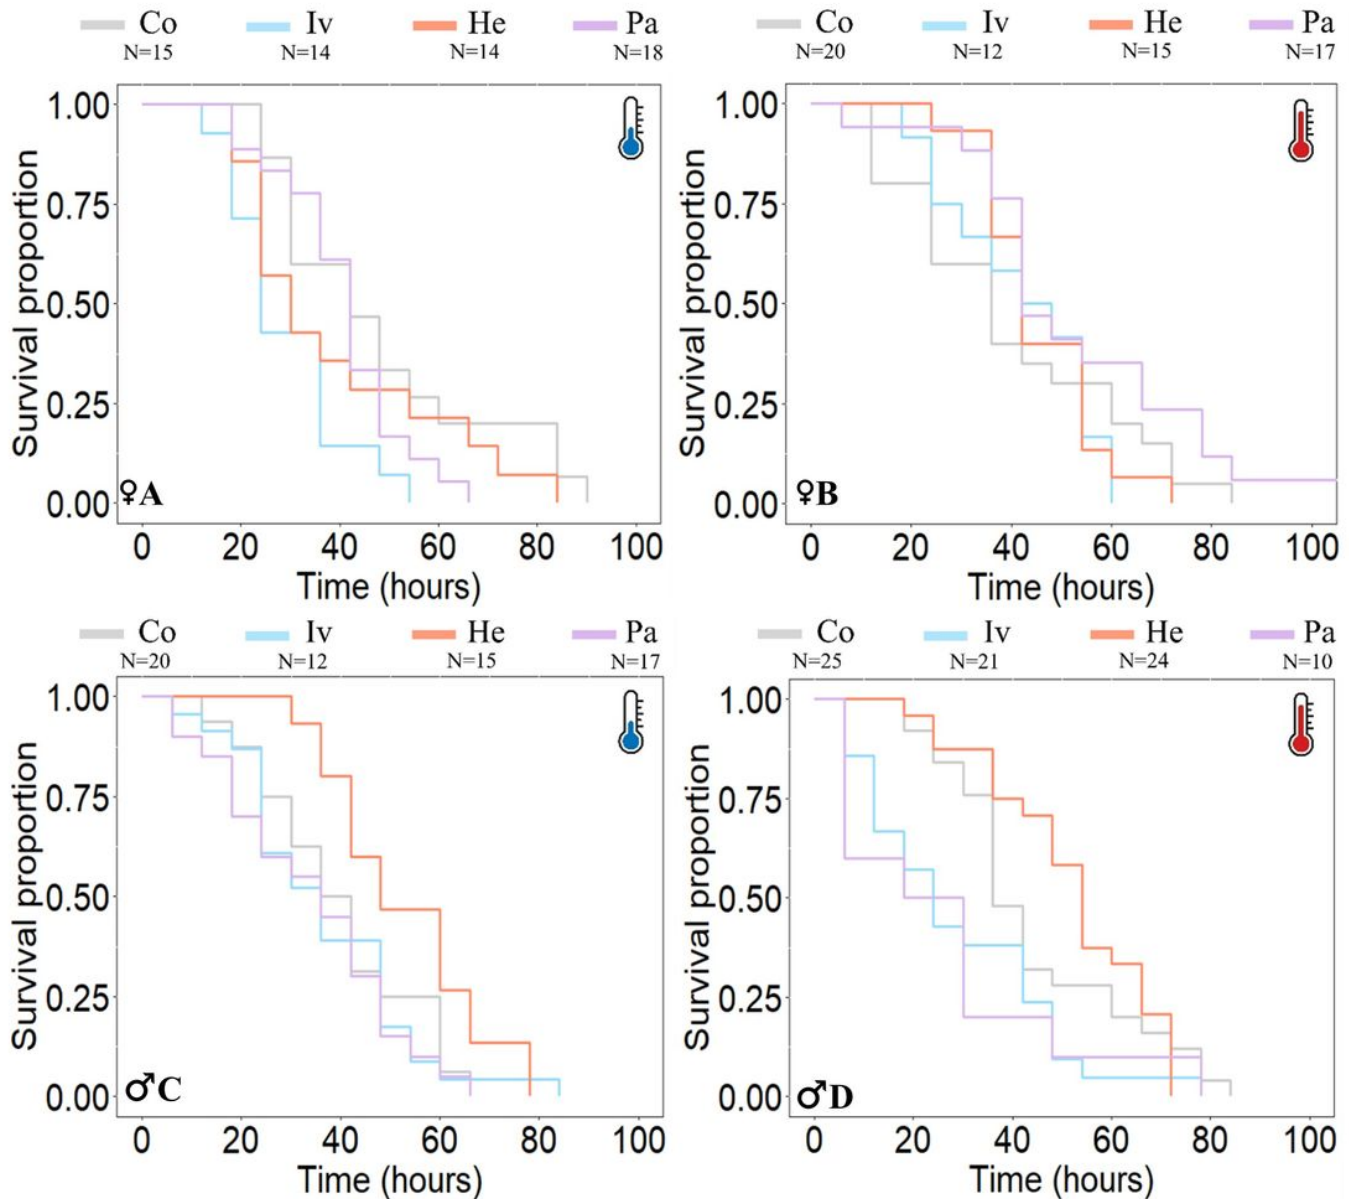 Co Iv He Pa
N=15 N=14 N=14 N=18
1.00
0.75
0.50
0.25
0.00
Survival proportion
♀A
0 20 40 60 80 100
Time (hours)
Co Iv He Pa
N=20 N=12 N=15 N=17
1.00
0.75
0.50
0.25
0.00
Survival proportion
♀B
0 20 40 60 80 100
Time (hours)
Co Iv He Pa
N=20 N=12 N=15 N=17
1.00
0.75
0.50
0.25
0.00
Survival proportion
♂C
0 20 40 60 80 100
Time (hours)
Co Iv He Pa
N=25 N=21 N=24 N=10
1.00
0.75
0.50
0.25
0.00
Survival proportion
♂D
0 20 40 60 80 100
Time (hours)